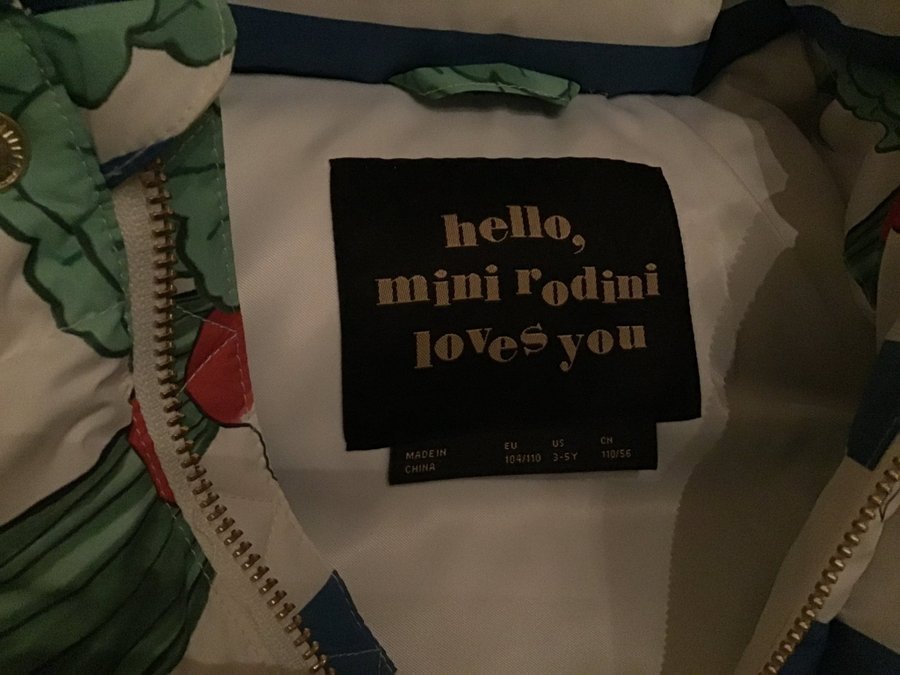 hello,
mini rodini
loves you
MADE IN
CHINA
EU US CN
104/110 3-5Y 110/56